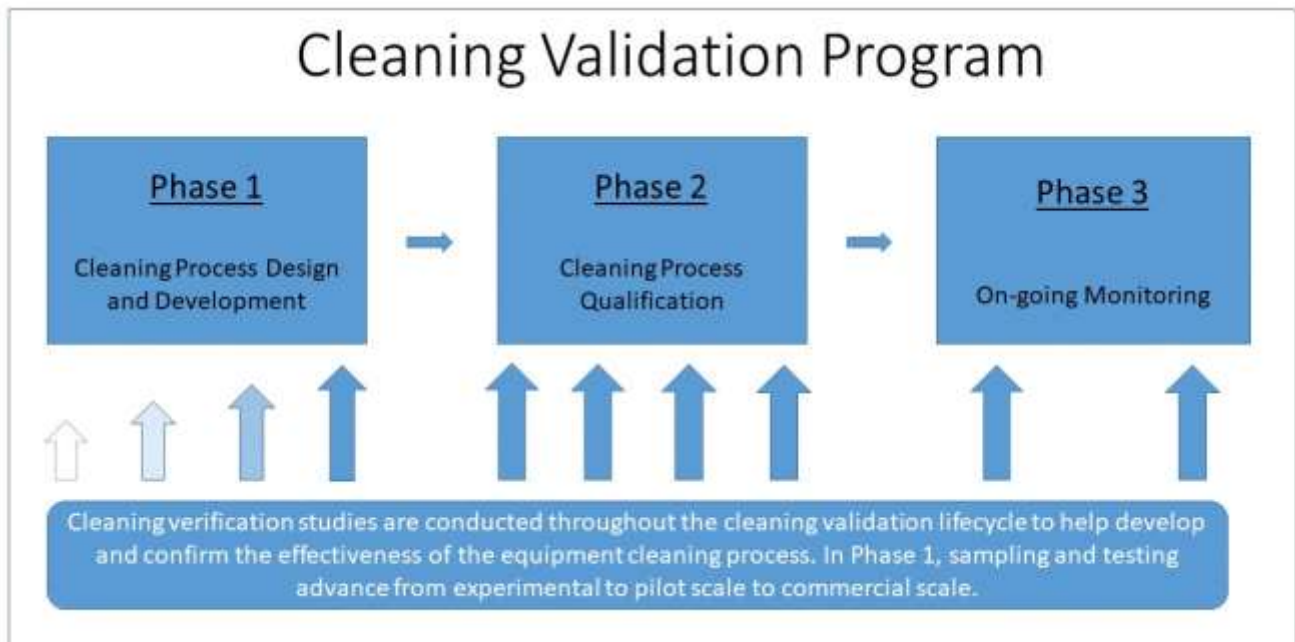 Cleaning Validation Program
Phase 1
Cleaning Process Design
and Development
Phase 2
Cleaning Process
Qualification
Phase 3
On-going Monitoring
Cleaning verification studies are conducted throughout the cleaning validation lifecycle to help develop
and confirm the effectiveness of the equipment cleaning process. In Phase 1, sampling and testing
advance from experimental to pilot scale to commercial scale.